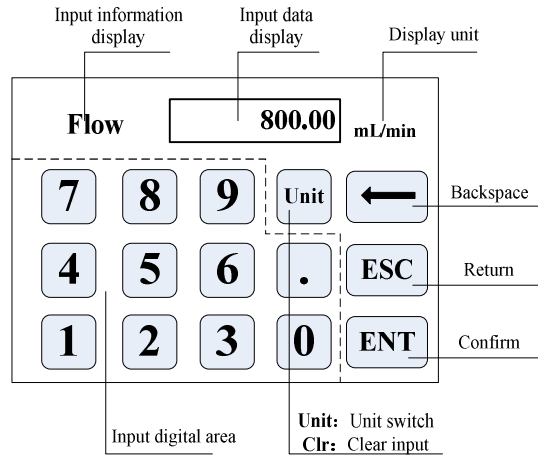 Input information
display
Input data
display
Display unit
Flow
800.00
mL/min
7 8 9 Unit
Backspace
4 5 6 . ESC
Return
1 2 3 0 ENT
Confirm
Input digital area
Unit: Unit switch
Clr: Clear input